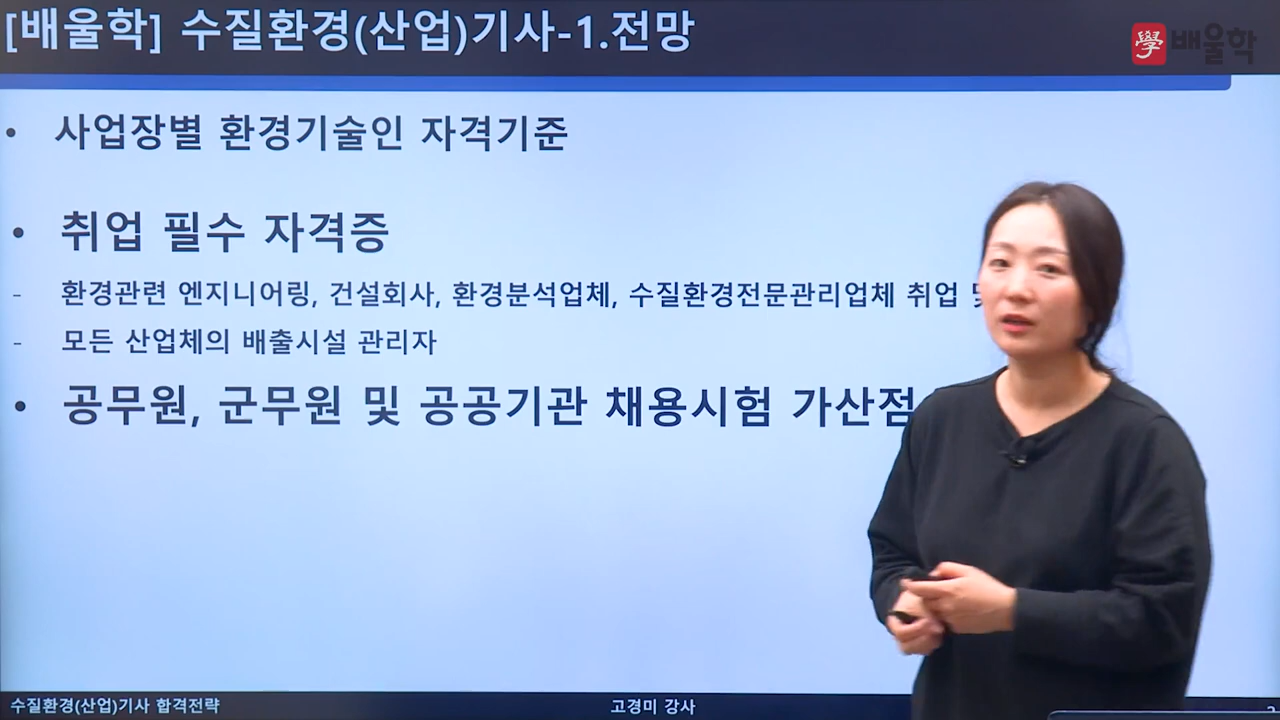 [배울학] 수질환경(산업)기사-1.전망
學 배울학
• 사업장별 환경기술인 자격기준
• 취업 필수 자격증
- 환경관련 엔지니어링, 건설회사, 환경분석업체, 수질환경전문관리업체 취업
- 모든 산업체의 배출시설 관리자
• 공무원, 군무원 및 공공기관 채용시험 가산점
수질환경(산업)기사 합격전략
고경미 강사